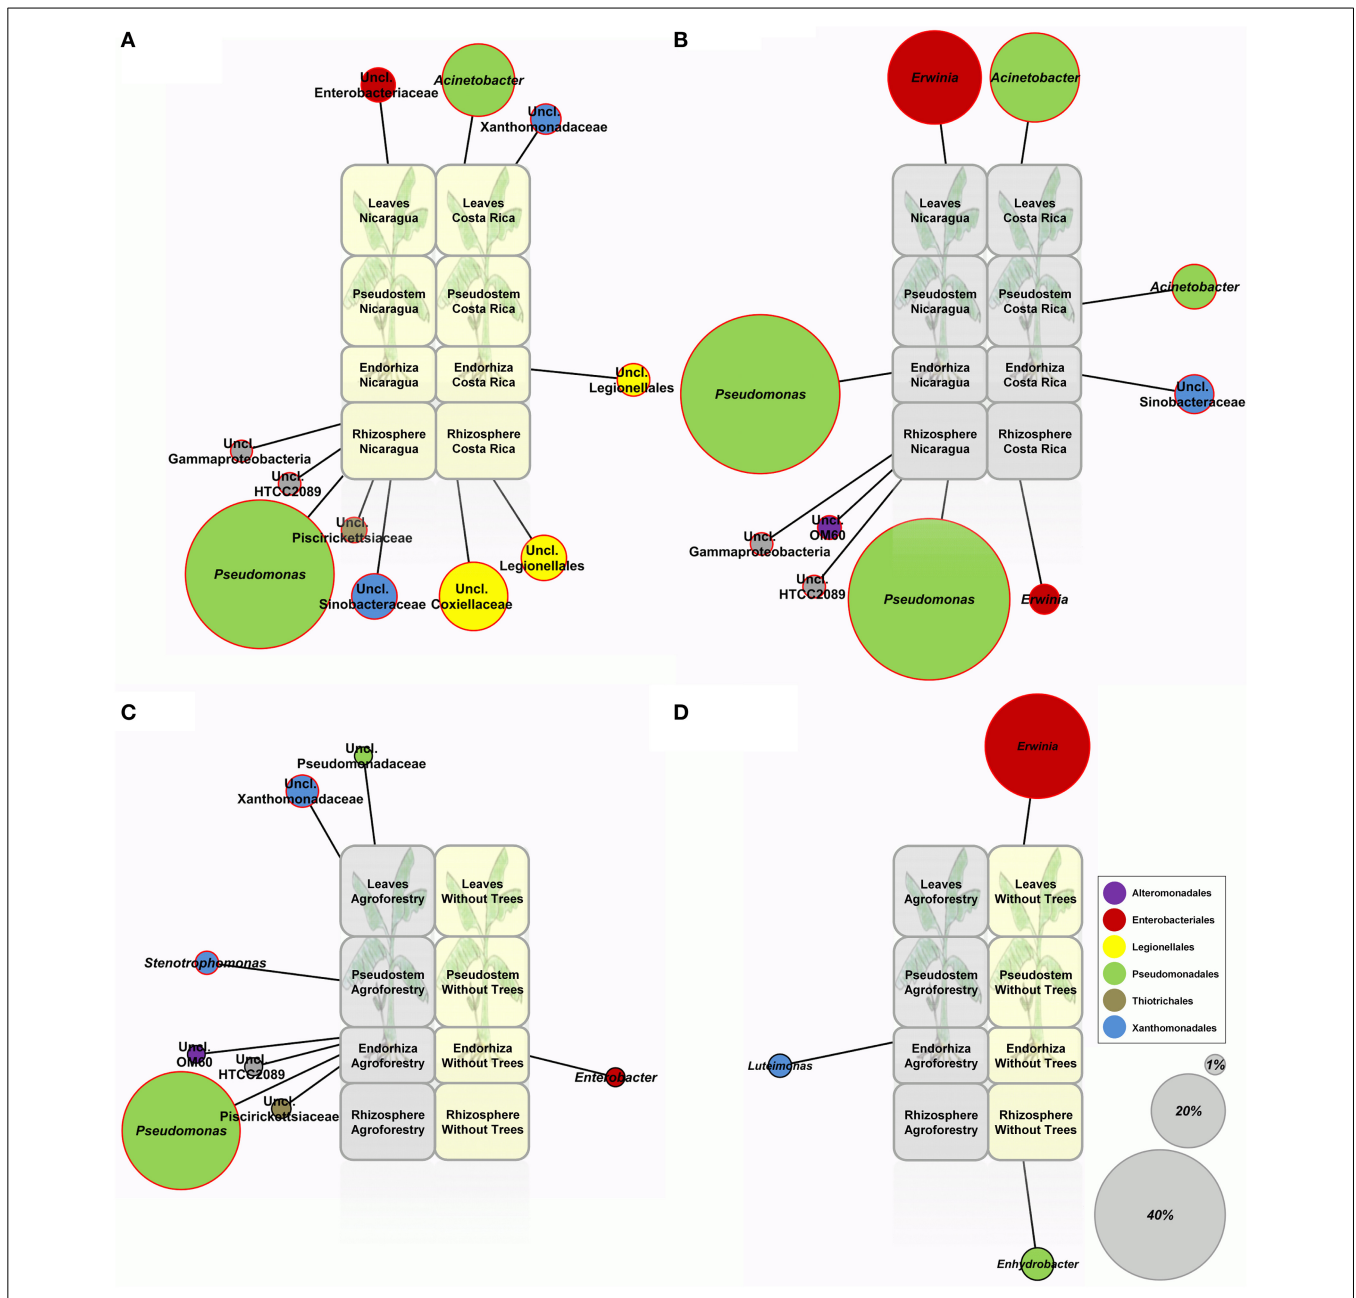 A
Uncl.
Enterobacteriaceae
Acinetobacter
Uncl.
Xanthomonadaceae
Leaves
Nicaragua
Leaves
Costa Rica
Pseudostem
Nicaragua
Pseudostem
Costa Rica
Endorhiza
Nicaragua
Endorhiza
Costa Rica
Rhizosphere
Nicaragua
Rhizosphere
Costa Rica
Uncl.
Legionellales
Uncl.
Gammaproteobacteria
Uncl.
HTCC2089
Pseudomonas
Uncl.
Piscirickettsiaceae
Uncl.
Sinobacteraceae
Uncl.
Coxiellaceae
Uncl.
Legionellales
B
Erwinia
Acinetobacter
Leaves
Nicaragua
Leaves
Costa Rica
Pseudostem
Nicaragua
Pseudostem
Costa Rica
Endorhiza
Nicaragua
Endorhiza
Costa Rica
Rhizosphere
Nicaragua
Rhizosphere
Costa Rica
Acinetobacter
Uncl.
Sinobacteraceae
Pseudomonas
Uncl.
Gammaproteobacteria
Uncl.
OM60
Uncl.
HTCC2089
Pseudomonas
Erwinia
C
Uncl.
Pseudomonadaceae
Uncl.
Xanthomonadaceae
Leaves
Agroforestry
Leaves
Without Trees
Pseudostem
Agroforestry
Pseudostem
Without Trees
Endorhiza
Agroforestry
Endorhiza
Without Trees
Rhizosphere
Agroforestry
Rhizosphere
Without Trees
Stenotrophomonas
Uncl.
OM60
Uncl.
HTCC2089
Uncl.
Piscirickettsiaceae
Pseudomonas
Enterobacter
D
Erwinia
Leaves
Agroforestry
Leaves
Without Trees
Pseudostem
Agroforestry
Pseudostem
Without Trees
Endorhiza
Agroforestry
Endorhiza
Without Trees
Rhizosphere
Agroforestry
Rhizosphere
Without Trees
Luteimonas
Enhydrobacter
Alteromonadales
Enterobacteriales
Legionellales
Pseudomonadales
Thiotrichales
Xanthomonadales
1%
20%
40%